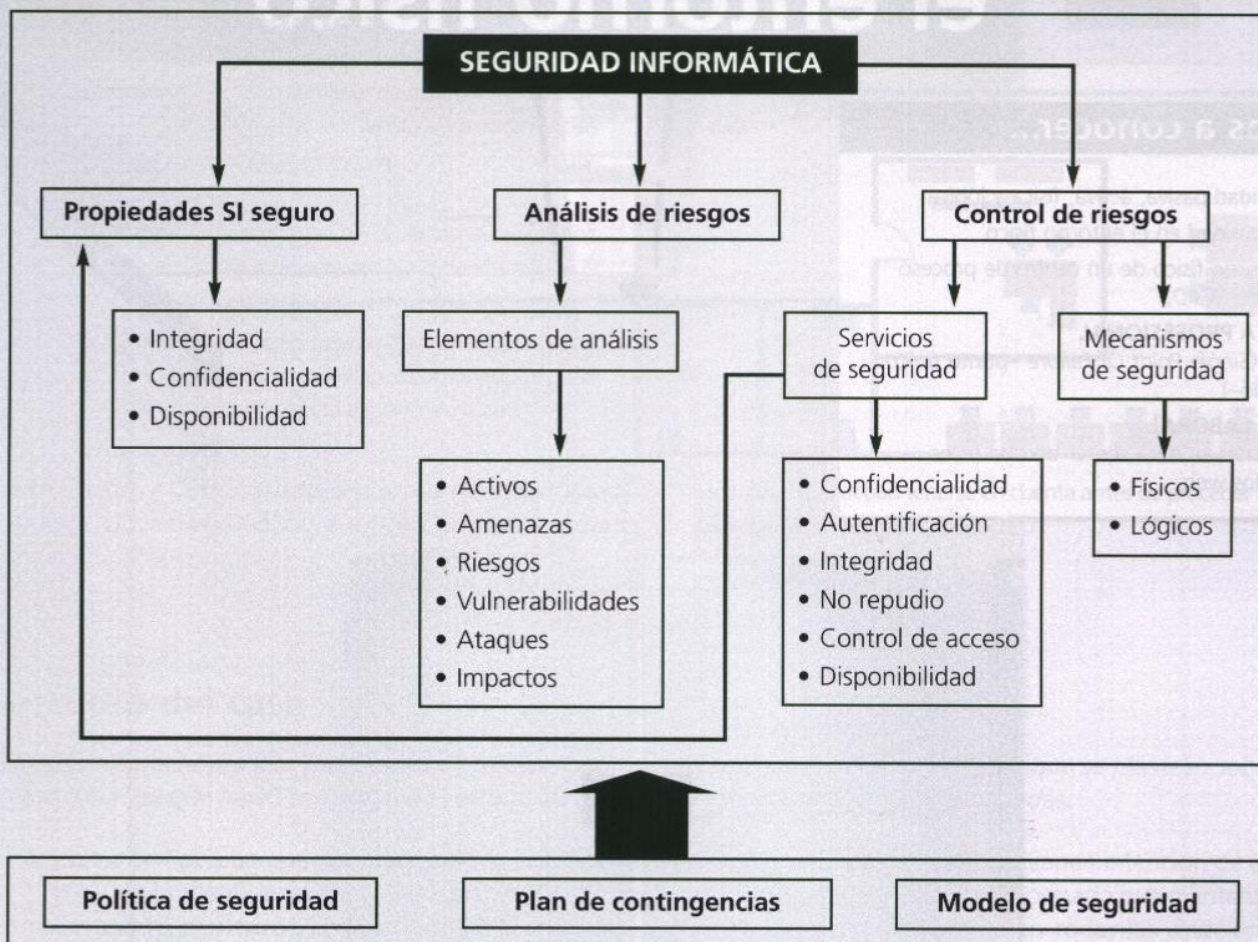 SEGURIDAD INFORMÁTICA
Propiedades SI seguro
Análisis de riesgos
Control de riesgos
• Integridad
• Confidencialidad
• Disponibilidad
Elementos de análisis
Servicios
de seguridad
Mecanismos
de seguridad
• Activos
• Amenazas
• Riesgos
• Vulnerabilidades
• Ataques
• Impactos
• Confidencialidad
• Autentificación
• Integridad
• No repudio
• Control de acceso
• Disponibilidad
• Físicos
• Lógicos
Política de seguridad
Plan de contingencias
Modelo de seguridad